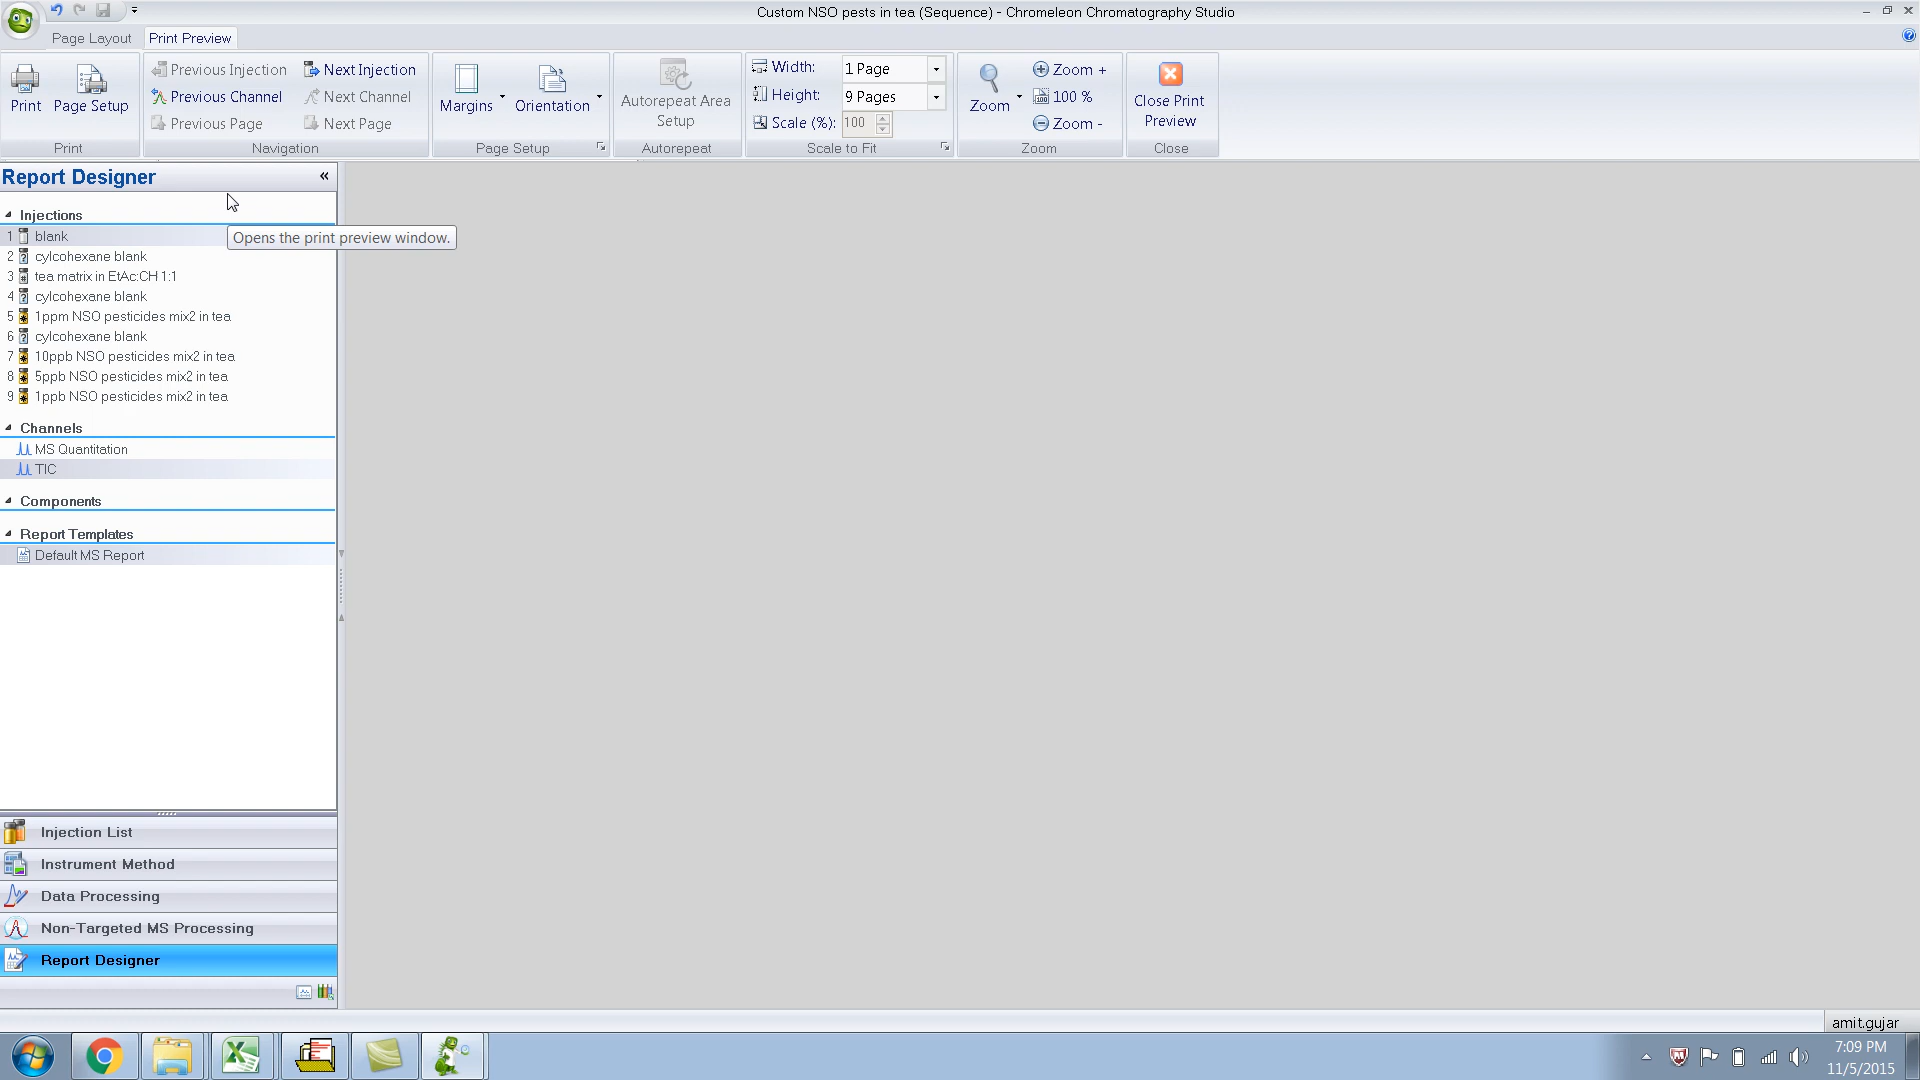 Custom NSO pests in tea (Sequence) - Chromeleon Chromatography Studio
Page Layout
Print Preview
Print
Page Setup
Print
Previous Injection
Previous Channel
Previous Page
Next Injection
Next Channel
Next Page
Navigation
Margins
Orientation
Page Setup
Autorepeat Area
Setup
Autorepeat
Width: 1 Page
Height: 9 Pages
Scale (%): 100
Scale to Fit
Zoom
Zoom +
100
100 %
Zoom -
Zoom
Close Print
Preview
Close
Report Designer «
Injections
1 blank
Opens the print preview window.
2 cylcohexane blank
3 tea matrix in EtAc:CH 1:1
4 cylcohexane blank
5 1ppm NSO pesticides mix2 in tea
6 cylcohexane blank
7 10ppb NSO pesticides mix2 in tea
8 5ppb NSO pesticides mix2 in tea
9 1ppb NSO pesticides mix2 in tea
Channels
MS Quantitation
TIC
Components
Report Templates
Default MS Report
Injection List
Instrument Method
Data Processing
Non-Targeted MS Processing
Report Designer
amit.gujar
7:09 PM
11/5/2015